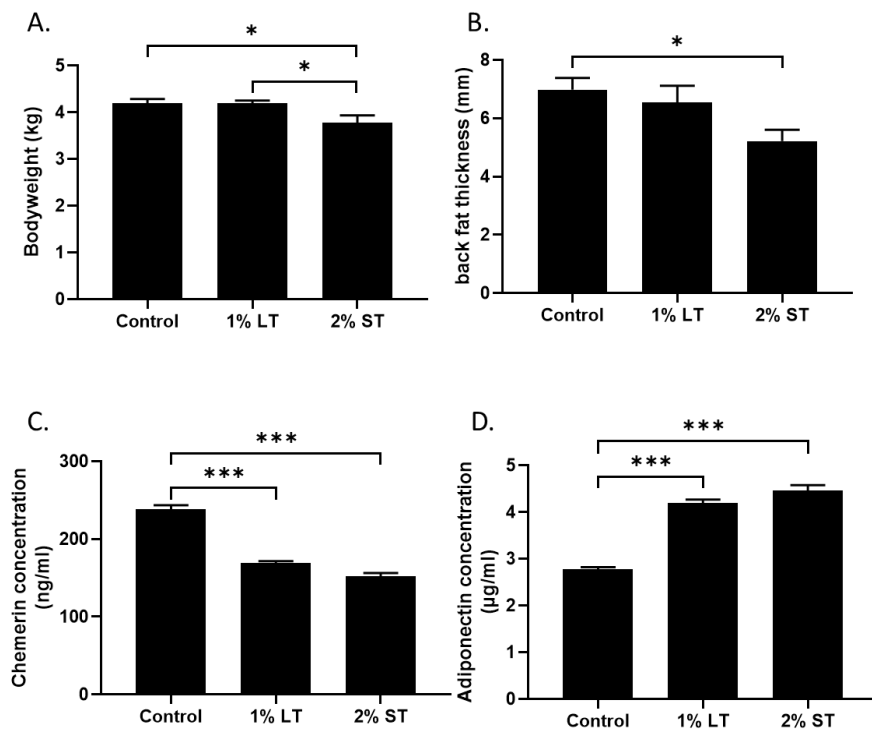 A.
*
*
Bodyweight (kg)
5
4
3
2
1
0
Control 1% LT 2% ST
B.
*
back fat thickness (mm)
8
6
4
2
0
Control 1% LT 2% ST
C.
***
***
Chemerin concentration
(ng/ml)
300
200
100
0
Control 1% LT 2% ST
D.
***
***
Adiponectin concentration
(µg/ml)
5
4
3
2
1
0
Control 1% LT 2% ST